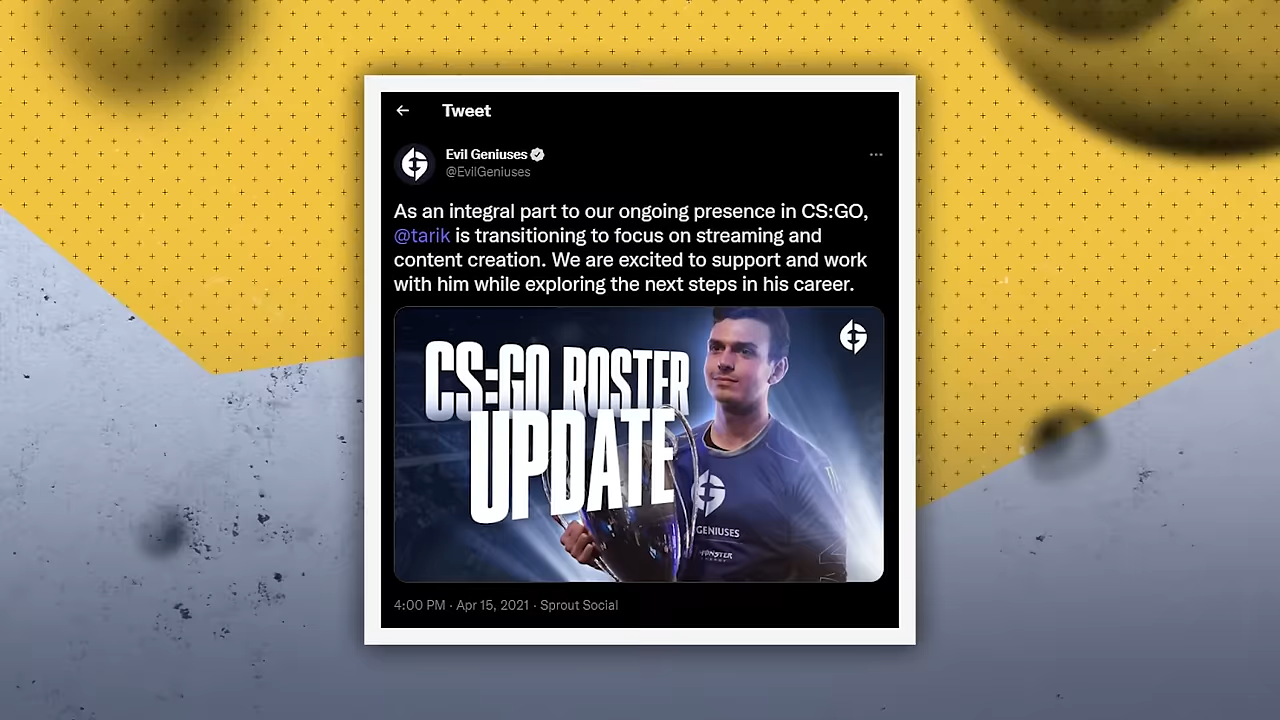 Tweet
Evil Geniuses
@EvilGeniuses
As an integral part to our ongoing presence in CS:GO,
@tarik is transitioning to focus on streaming and
content creation. We are excited to support and work
with him while exploring the next steps in his career.
CS:GO ROSTER
UPDATE
GENIUSES
MONSTER
4:00 PM · Apr 15, 2021 · Sprout Social